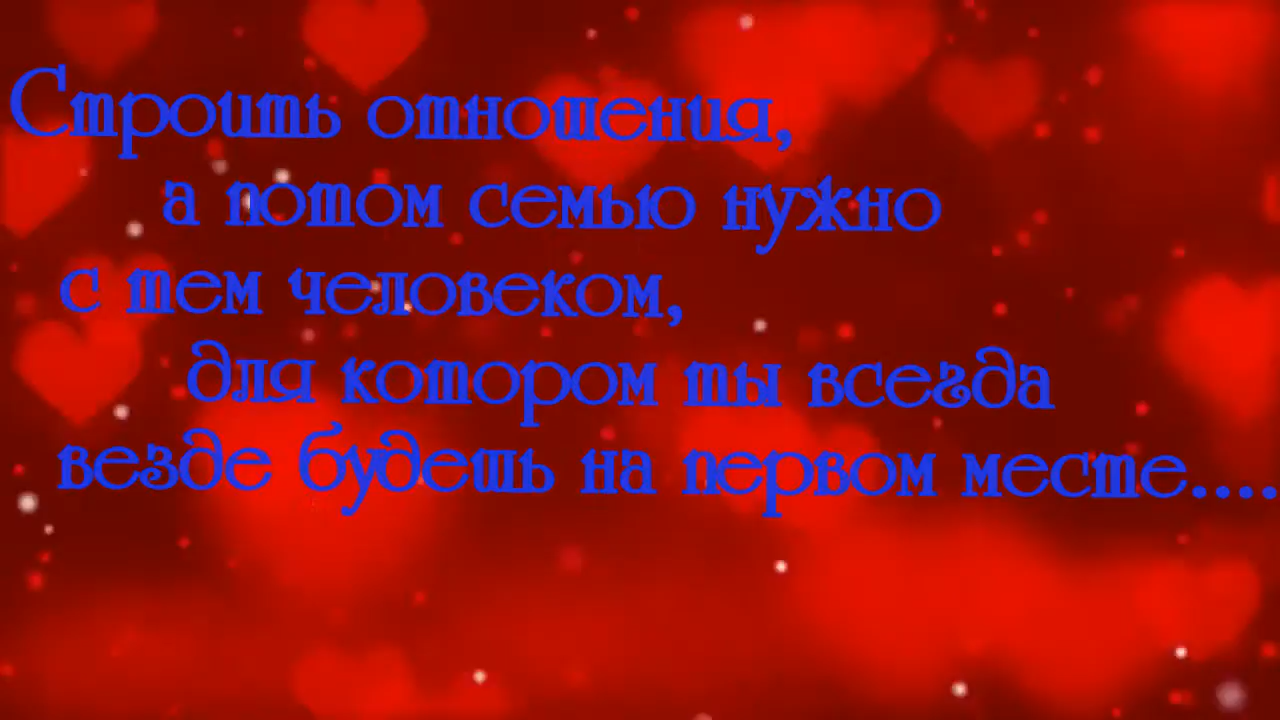 Строить отношения,
а потом семью нужно
с тем человеком,
для котором ты всегда
везде будешь на первом месте....